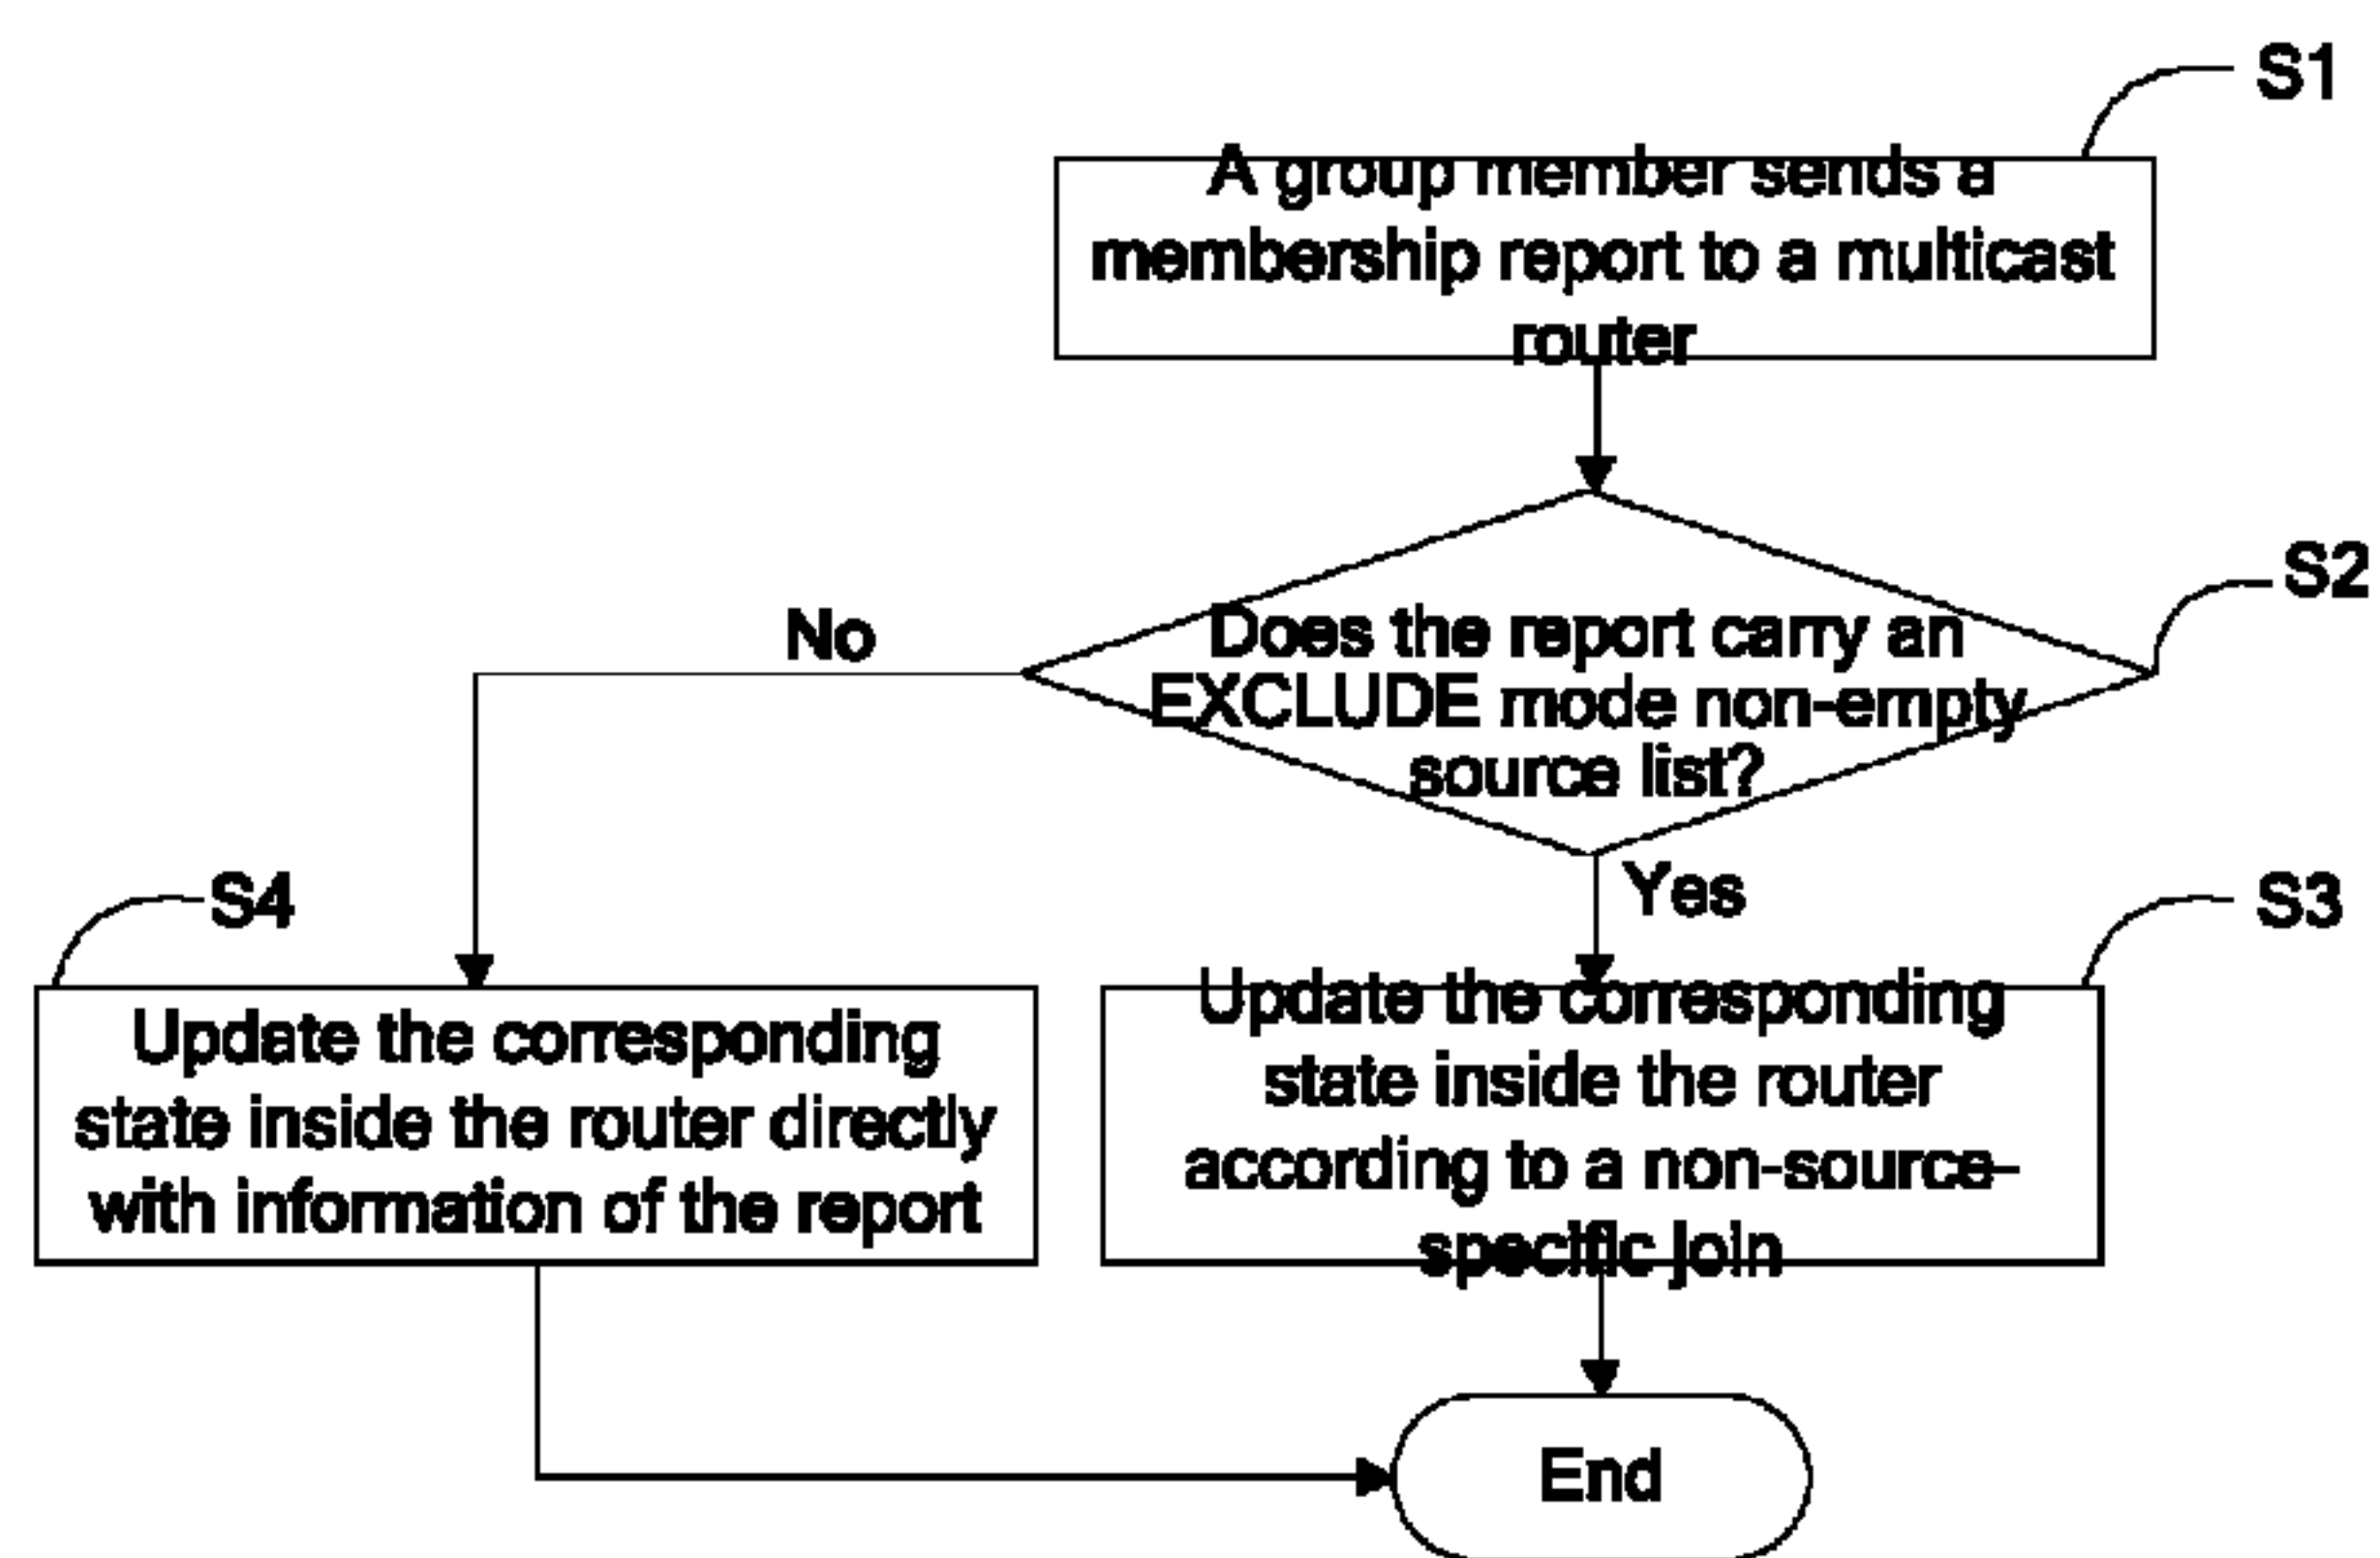 S1
A group member sends a
membership report to a multicast
router
S2
No
Does the report carry an
EXCLUDE mode non-empty
source list?
Yes
S4
S3
Update the corresponding
state inside the router directly
with information of the report
Update the corresponding
state inside the router
according to a non-source-
specific join
End